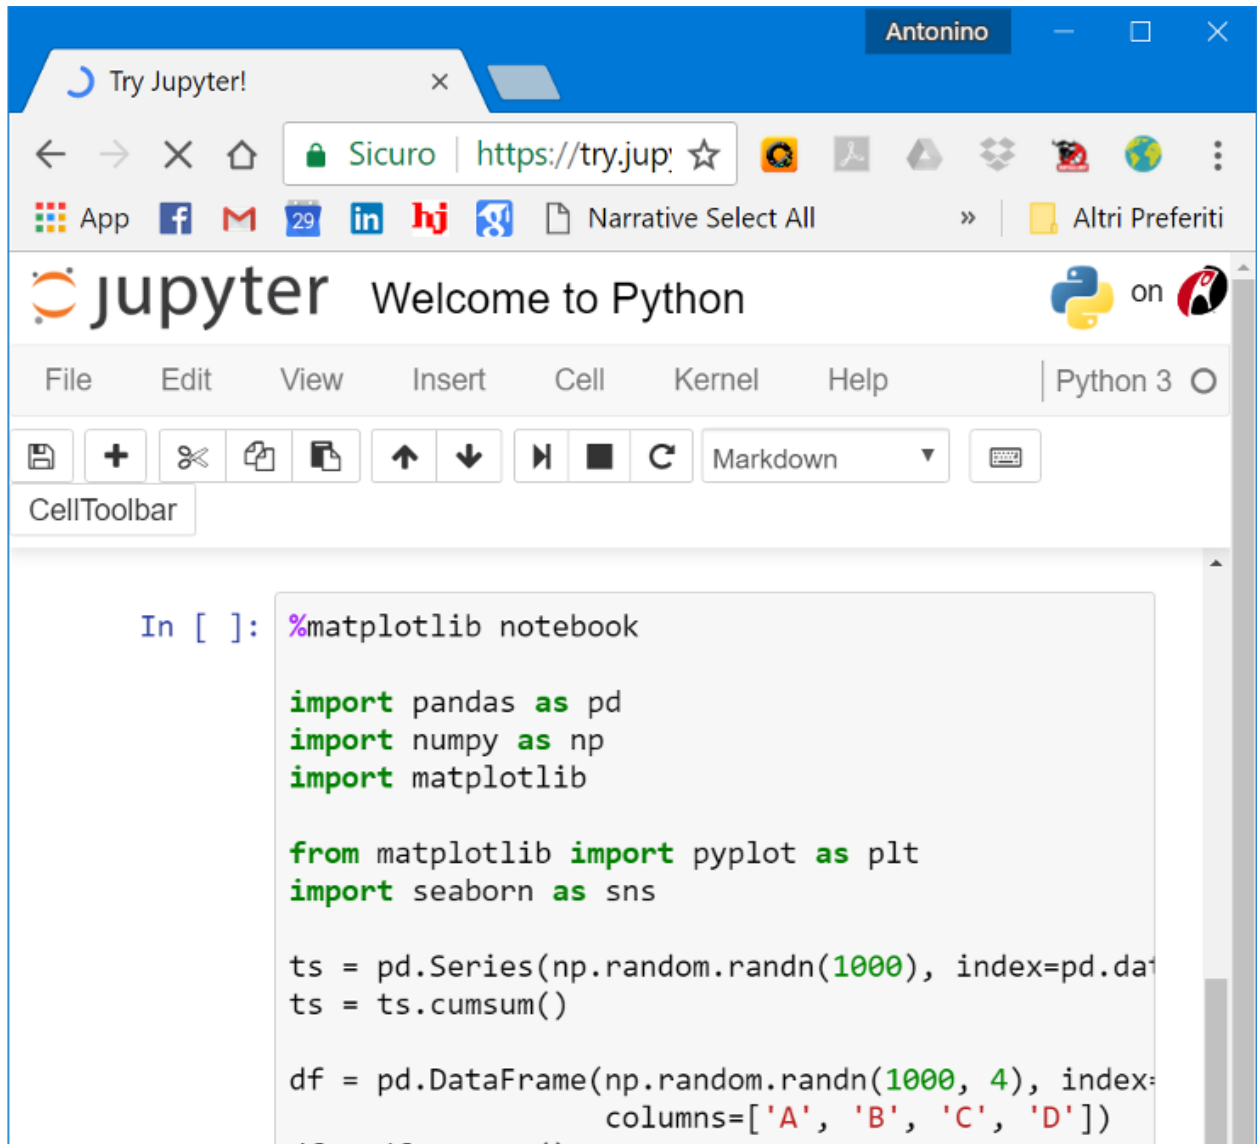 Antonino
Try Jupyter!
Sicuro https://try.jupy
App 29 in hj g Narrative Select All » Altri Preferiti
jupyter Welcome to Python on
File Edit View Insert Cell Kernel Help Python 3
Markdown
CellToolbar
In [ ]: %matplotlib notebook
import pandas as pd
import numpy as np
import matplotlib
from matplotlib import pyplot as plt
import seaborn as sns
ts = pd.Series(np.random.randn(1000), index=pd.dat
ts = ts.cumsum()
df = pd.DataFrame(np.random.randn(1000, 4), index=
columns=['A', 'B', 'C', 'D'])